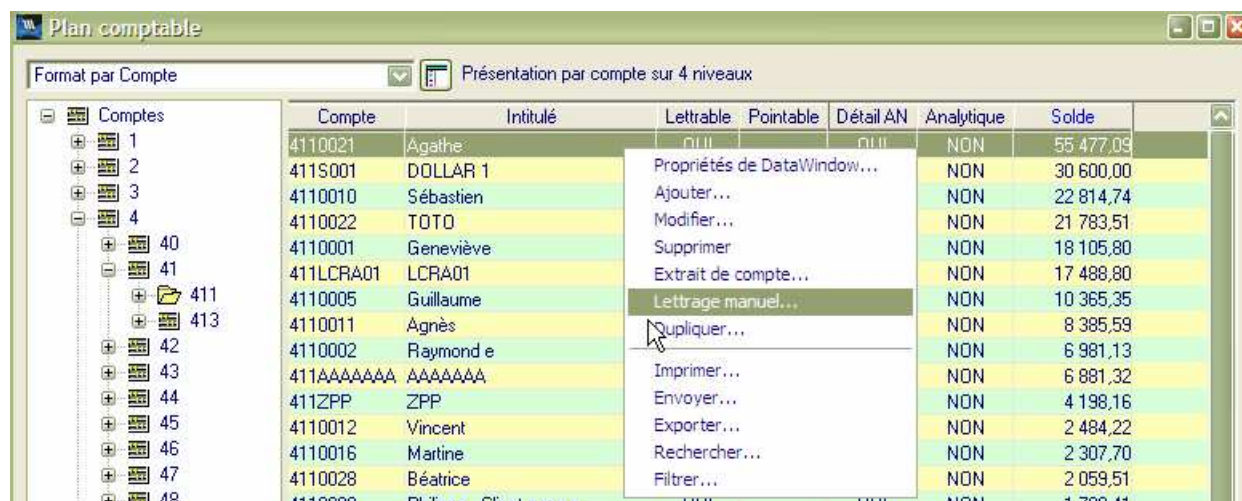 Plan comptable
Format par Compte Présentation par compte sur 4 niveaux
Comptes
1
2
3
4
40
41
411
413
42
43
44
45
46
47
48
Compte Intitulé Lettrable Pointable Détail AN Analytique Solde
4110021 Agathe OUI OUI NON 55 477,09
411S001 DOLLAR 1 NON 30 600,00
4110010 Sébastien NON 22 814,74
4110022 TOTO NON 21 783,51
4110001 Geneviève NON 18 105,80
411LCRA01 LCRA01 NON 17 488,80
4110005 Guillaume NON 10 365,35
4110011 Agnès NON 8 385,59
4110002 Raymond e NON 6 981,13
411AAAAAAA AAAAAAA NON 6 881,32
411ZPP ZPP NON 4 198,16
4110012 Vincent NON 2 484,22
4110016 Martine NON 2 307,70
4110028 Béatrice NON 2 059,51
Propriétés de DataWindow...
Ajouter...
Modifier...
Supprimer
Extrait de compte...
Lettrage manuel...
Dupliquer...
Imprimer...
Envoyer...
Exporter...
Rechercher...
Filtrer...